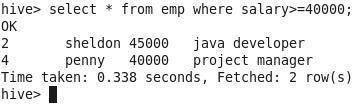 hive> select * from emp where salary>=40000;
OK
2 sheldon 45000 java developer
4 penny 40000 project manager
Time taken: 0.338 seconds, Fetched: 2 row(s)
hive>